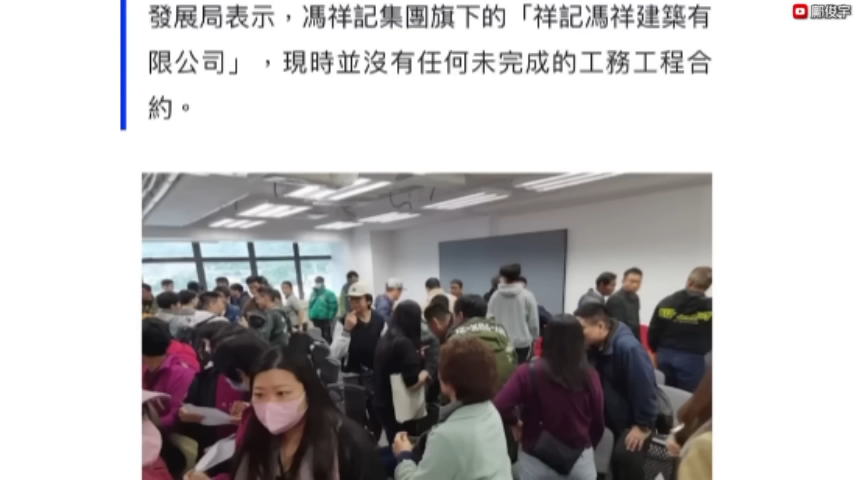 鄺俊宇
發展局表示，馮祥記集團旗下的「祥記馮祥建築有
限公司」，現時並沒有任何未完成的工務工程合
約。